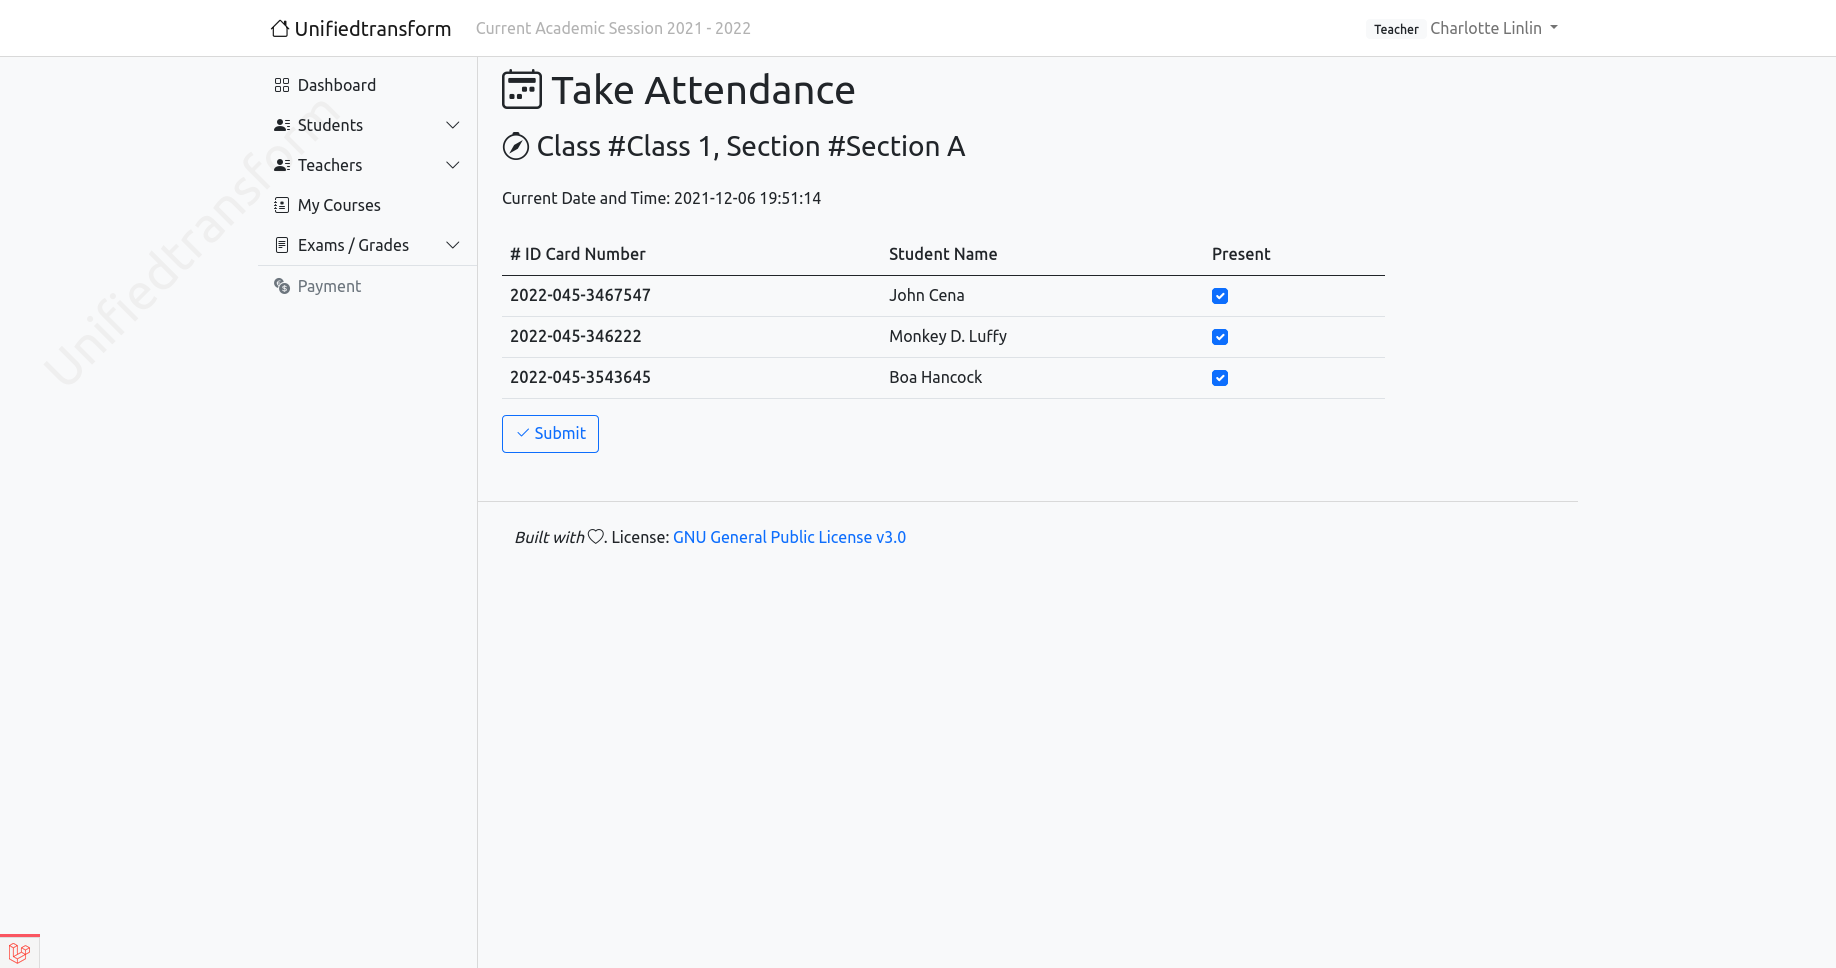 Unifiedtransform Current Academic Session 2021 - 2022 Teacher Charlotte Linlin
Dashboard
Students
Teachers
My Courses
Exams / Grades
Payment
Unifiedtransform
Take Attendance
Class #Class 1, Section #Section A
Current Date and Time: 2021-12-06 19:51:14
# ID Card Number Student Name Present
2022-045-3467547 John Cena
2022-045-346222 Monkey D. Luffy
2022-045-3543645 Boa Hancock
Submit
Built with . License: GNU General Public License v3.0